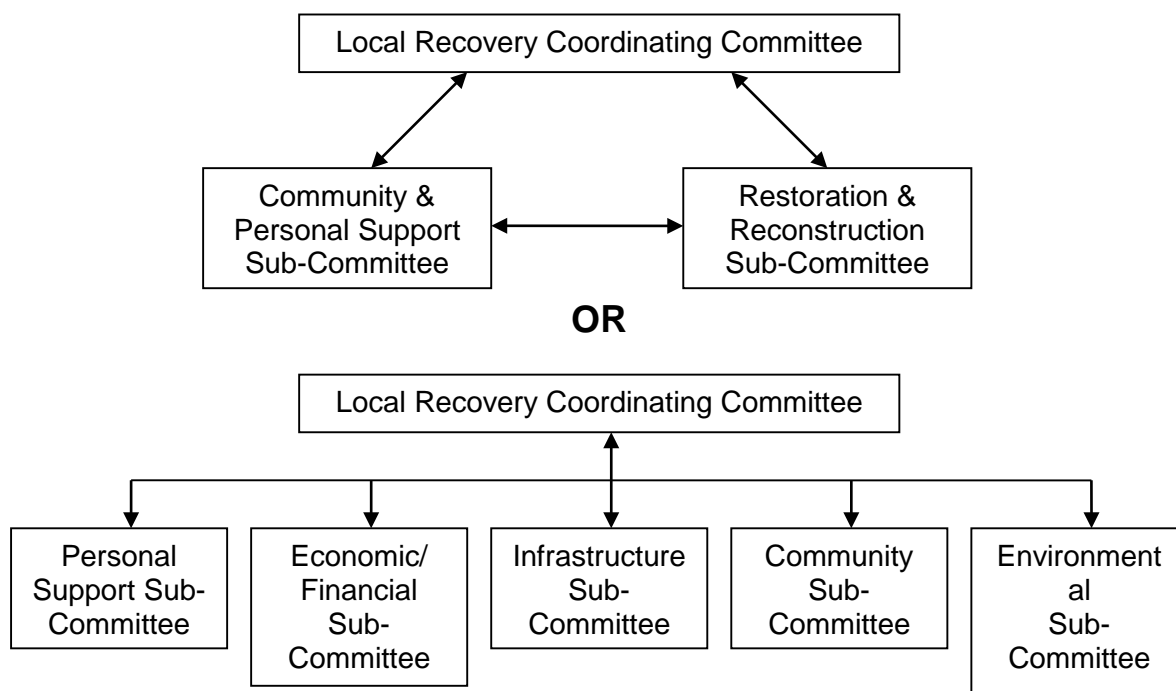 Local Recovery Coordinating Committee
Community &
Personal Support
Sub-Committee
Restoration &
Reconstruction
Sub-Committee
OR
Local Recovery Coordinating Committee
Personal
Support Sub-
Committee
Economic/
Financial
Sub-
Committee
Infrastructure
Sub-
Committee
Community
Sub-
Committee
Environment
al
Sub-
Committee